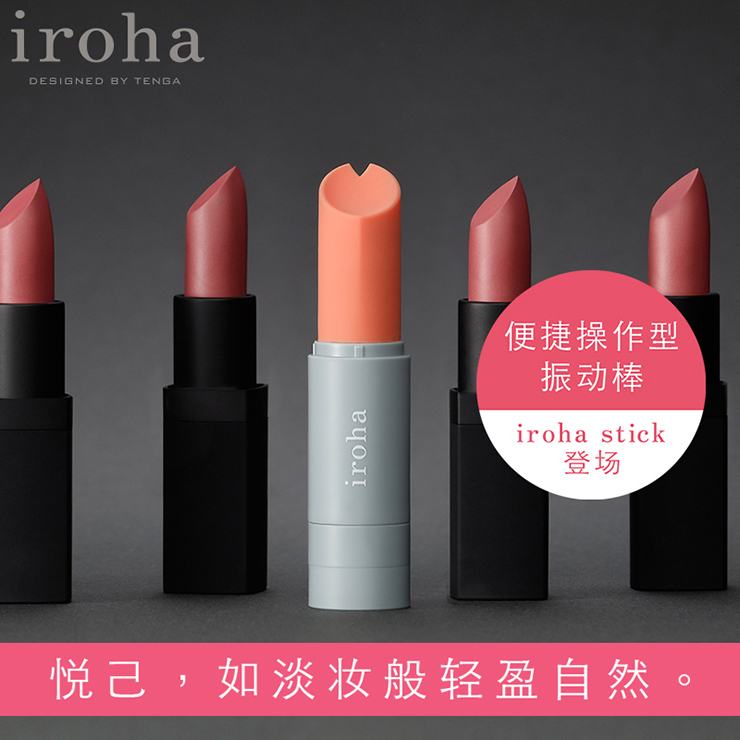 iroha
DESIGNED BY TENGA
便捷操作型
振动棒
iroha stick
登场
iroha
悦己，如淡妆般轻盈自然。